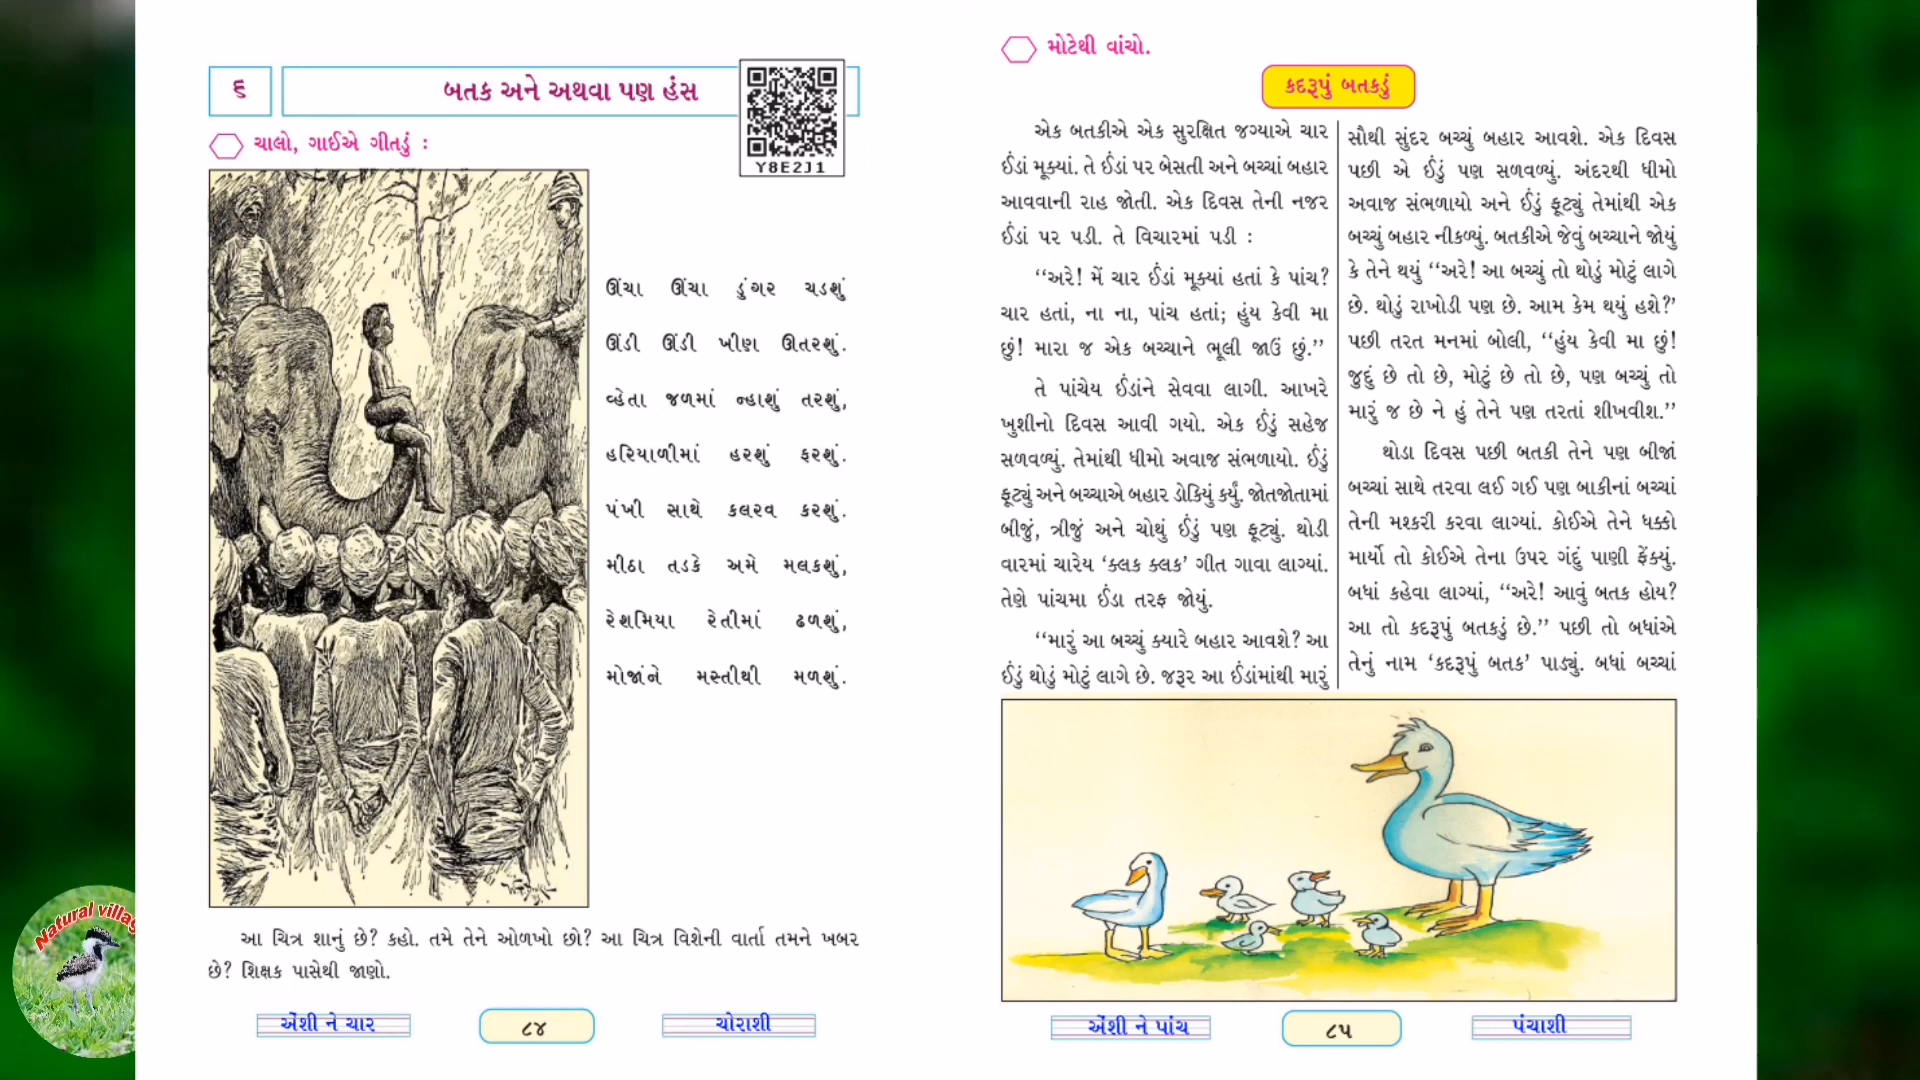 ૬
બતક અને અથવા પણ હંસ
Y8E2J1
ચાલો, ગાઈએ ગીતડું :
ઊંચા ઊંચા ડુંગર ચડશું
ઊંડી ઊંડી ખીણ ઊતરશું.
વ્હેતા જળમાં ન્હાશું તરશું,
હરિયાળીમાં હરશું ફરશું.
પંખી સાથે કલરવ કરશું.
મીઠા તડકે અમે મલકશું,
રેશમિયા રેતીમાં ઢળશું,
મોજાંને મસ્તીથી મળશું.
આ ચિત્ર શાનું છે? કહો. તમે તેને ઓળખો છો? આ ચિત્ર વિશેની વાર્તા તમને ખબર
છે? શિક્ષક પાસેથી જાણો.
એંશી ને ચાર
૮૪
ચોરાશી
મોટેથી વાંચો.
કદરૂપું બતકડું
એક બતકીએ એક સુરક્ષિત જગ્યાએ ચાર
ઈંડાં મૂક્યાં. તે ઈંડાં પર બેસતી અને બચ્ચાં બહાર
આવવાની રાહ જોતી. એક દિવસ તેની નજર
ઈંડાં પર પડી. તે વિચારમાં પડી :
‘‘અરે! મેં ચાર ઈંડાં મૂક્યાં હતાં કે પાંચ?
ચાર હતાં, ના ના, પાંચ હતાં; હુંય કેવી મા
છું! મારા જ એક બચ્ચાને ભૂલી જાઉં છું.’’
તે પાંચેય ઈંડાંને સેવવા લાગી. આખરે
ખુશીનો દિવસ આવી ગયો. એક ઈંડું સહેજ
સળવળ્યું. તેમાંથી ધીમો અવાજ સંભળાયો. ઈંડું
ફૂટ્યું અને બચ્ચાએ બહાર ડોકિયું કર્યું. જોતજોતામાં
બીજું, ત્રીજું અને ચોથું ઈંડું પણ ફૂટ્યું. થોડી
વારમાં ચારેય ‘ક્લક ક્લક’ ગીત ગાવા લાગ્યાં.
તેણે પાંચમા ઈંડા તરફ જોયું.
‘‘મારું આ બચ્ચું ક્યારે બહાર આવશે? આ
ઈંડું થોડું મોટું લાગે છે. જરૂર આ ઈંડાંમાંથી મારું
સૌથી સુંદર બચ્ચું બહાર આવશે. એક દિવસ
પછી એ ઈંડું પણ સળવળ્યું. અંદરથી ધીમો
અવાજ સંભળાયો અને ઈંડું ફૂટ્યું તેમાંથી એક
બચ્ચું બહાર નીકળ્યું. બતકીએ જેવું બચ્ચાને જોયું
કે તેને થયું ‘‘અરે! આ બચ્ચું તો થોડું મોટું લાગે
છે. થોડું રાખોડી પણ છે. આમ કેમ થયું હશે?’
પછી તરત મનમાં બોલી, ‘‘હુંય કેવી મા છું!
જુદું છે તો છે, મોટું છે તો છે, પણ બચ્ચું તો
મારું જ છે ને હું તેને પણ તરતાં શીખવીશ.’’
થોડા દિવસ પછી બતકી તેને પણ બીજાં
બચ્ચાં સાથે તરવા લઈ ગઈ પણ બાકીનાં બચ્ચાં
તેની મશ્કરી કરવા લાગ્યાં. કોઈએ તેને ધક્કો
માર્યો તો કોઈએ તેના ઉપર ગંદું પાણી ફેંક્યું.
બધાં કહેવા લાગ્યાં, ‘‘અરે! આવું બતક હોય?
આ તો કદરૂપું બતકડું છે.’’ પછી તો બધાંએ
તેનું નામ ‘કદરૂપું બતક’ પાડ્યું. બધાં બચ્ચાં
એંશી ને પાંચ
૮૫
પંચાશી
Natural villag